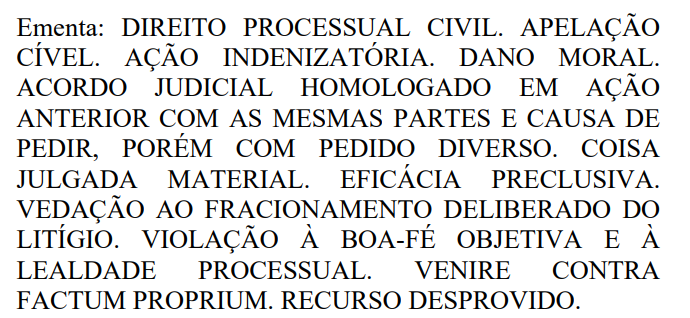 Ementa: DIREITO PROCESSUAL CIVIL. APELAÇÃO
CÍVEL. AÇÃO INDENIZATÓRIA. DANO MORAL.
ACORDO JUDICIAL HOMOLOGADO EM AÇÃO
ANTERIOR COM AS MESMAS PARTES E CAUSA DE
PEDIR, PORÉM COM PEDIDO DIVERSO. COISA
JULGADA MATERIAL. EFICÁCIA PRECLUSIVA.
VEDAÇÃO AO FRACIONAMENTO DELIBERADO DO
LITÍGIO. VIOLAÇÃO À BOA-FÉ OBJETIVA E À
LEALDADE PROCESSUAL. VENIRE CONTRA
FACTUM PROPRIUM. RECURSO DESPROVIDO.